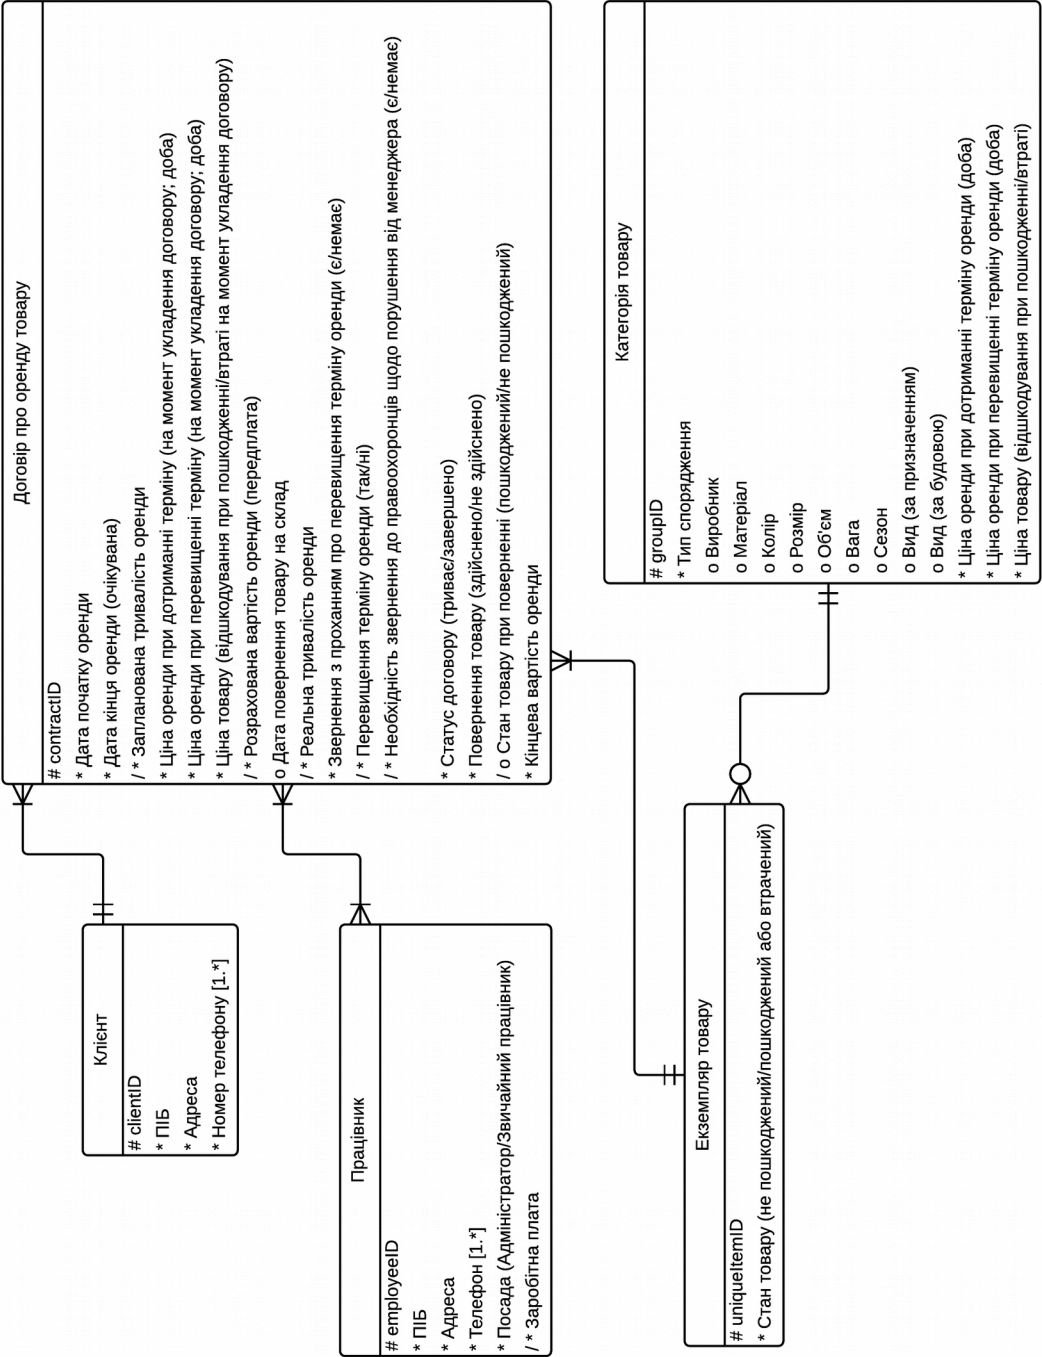 Договір про оренду товару
# contractID
* Дата початку оренди
* Дата кінця оренди (очікувана)
/ * Запланована тривалість оренди
* Ціна оренди при дотриманні терміну (на момент укладення договору; доба)
* Ціна оренди при перевищенні терміну (на момент укладення договору; доба)
* Ціна товару (відшкодування при пошкодженні/втраті на момент укладення договору)
/ * Розрахована вартість оренди (передплата)
о Дата повернення товару на склад
/ * Реальна тривалість оренди
* Звернення з проханням про перевищення терміну оренди (є/немає)
/ * Перевищення терміну оренди (так/ні)
/ * Необхідність звернення до правоохоронців щодо порушення від менеджера (є/немає)
* Статус договору (триває/завершено)
* Повернення товару (здійснено/не здійснено)
/ о Стан товару при поверненні (пошкоджений/не пошкоджений)
* Кінцева вартість оренди
Категорія товару
# groupID
* Тип спорядження
о Виробник
о Матеріал
о Колір
о Розмір
о Об'єм
о Вага
о Сезон
о Вид (за призначенням)
о Вид (за будовою)
* Ціна оренди при дотриманні терміну оренди (доба)
* Ціна оренди при перевищенні терміну оренди (доба)
* Ціна товару (відшкодування при пошкодженні/втраті)
Клієнт
# clientID
* ПІБ
* Адреса
* Номер телефону [1.*]
Працівник
# employeeID
* ПІБ
* Адреса
* Телефон [1.*]
* Посада (Адміністратор/Звичайний працівник)
/ * Заробітна плата
Екземпляр товару
# uniqueItemID
* Стан товару (не пошкоджений/пошкоджений або втрачений)